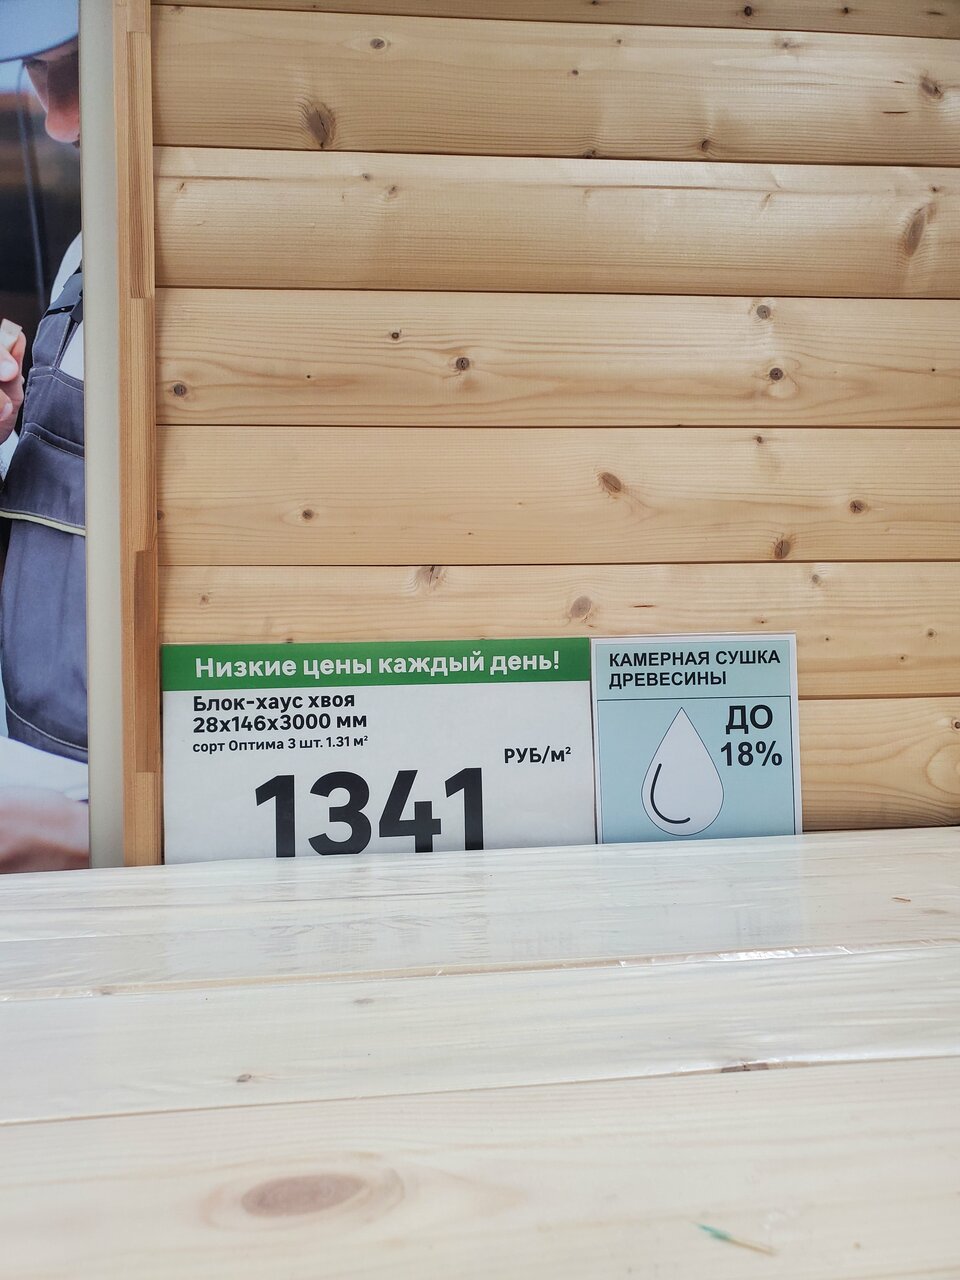 Низкие цены каждый день!
Блок-хаус хвоя
28х146х3000 мм
сорт Оптима 3 шт. 1.31 м²
РУБ/м²
1341
КАМЕРНАЯ СУШКА
ДРЕВЕСИНЫ
ДО
18%